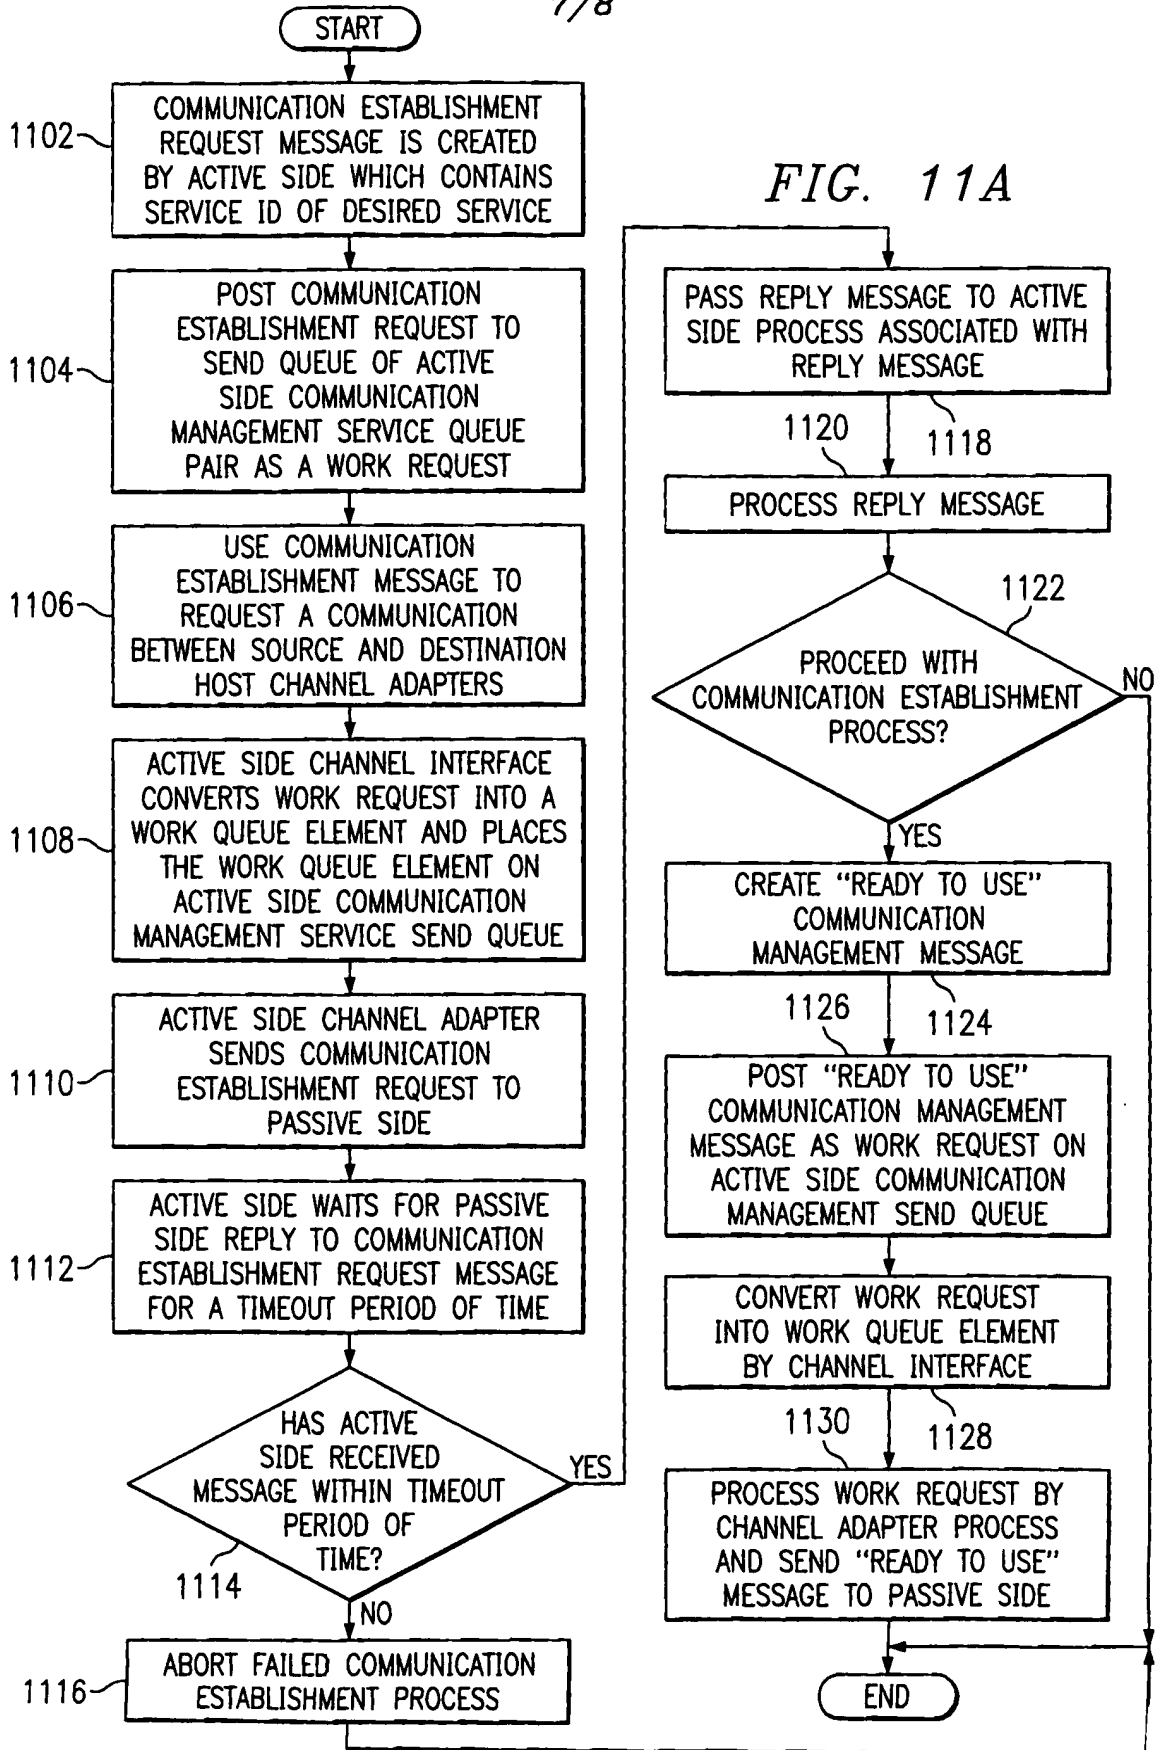 7/8
START
1102
COMMUNICATION ESTABLISHMENT
REQUEST MESSAGE IS CREATED
BY ACTIVE SIDE WHICH CONTAINS
SERVICE ID OF DESIRED SERVICE
1104
POST COMMUNICATION
ESTABLISHMENT REQUEST TO
SEND QUEUE OF ACTIVE
SIDE COMMUNICATION
MANAGEMENT SERVICE QUEUE
PAIR AS A WORK REQUEST
1106
USE COMMUNICATION
ESTABLISHMENT MESSAGE TO
REQUEST A COMMUNICATION
BETWEEN SOURCE AND DESTINATION
HOST CHANNEL ADAPTERS
1108
ACTIVE SIDE CHANNEL INTERFACE
CONVERTS WORK REQUEST INTO A
WORK QUEUE ELEMENT AND PLACES
THE WORK QUEUE ELEMENT ON
ACTIVE SIDE COMMUNICATION
MANAGEMENT SERVICE SEND QUEUE
1110
ACTIVE SIDE CHANNEL ADAPTER
SENDS COMMUNICATION
ESTABLISHMENT REQUEST TO
PASSIVE SIDE
1112
ACTIVE SIDE WAITS FOR PASSIVE
SIDE REPLY TO COMMUNICATION
ESTABLISHMENT REQUEST MESSAGE
FOR A TIMEOUT PERIOD OF TIME
HAS ACTIVE
SIDE RECEIVED
MESSAGE WITHIN TIMEOUT
PERIOD OF
TIME?
1114
YES
NO
1116
ABORT FAILED COMMUNICATION
ESTABLISHMENT PROCESS
FIG. 11A
PASS REPLY MESSAGE TO ACTIVE
SIDE PROCESS ASSOCIATED WITH
REPLY MESSAGE
1118
1120
PROCESS REPLY MESSAGE
1122
PROCEED WITH
COMMUNICATION ESTABLISHMENT
PROCESS?
NO
YES
CREATE “READY TO USE”
COMMUNICATION
MANAGEMENT MESSAGE
1124
1126
POST “READY TO USE”
COMMUNICATION MANAGEMENT
MESSAGE AS WORK REQUEST ON
ACTIVE SIDE COMMUNICATION
MANAGEMENT SEND QUEUE
CONVERT WORK REQUEST
INTO WORK QUEUE ELEMENT
BY CHANNEL INTERFACE
1128
1130
PROCESS WORK REQUEST BY
CHANNEL ADAPTER PROCESS
AND SEND “READY TO USE”
MESSAGE TO PASSIVE SIDE
END